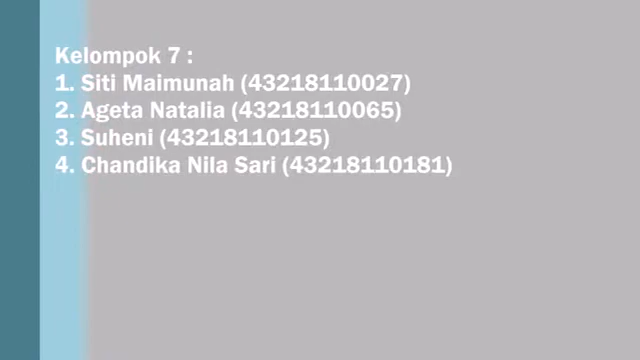 Kelompok 7 :
1. Siti Maimunah (43218110027)
2. Ageta Natalia (43218110065)
3. Suheni (43218110125)
4. Chandika Nila Sari (43218110181)